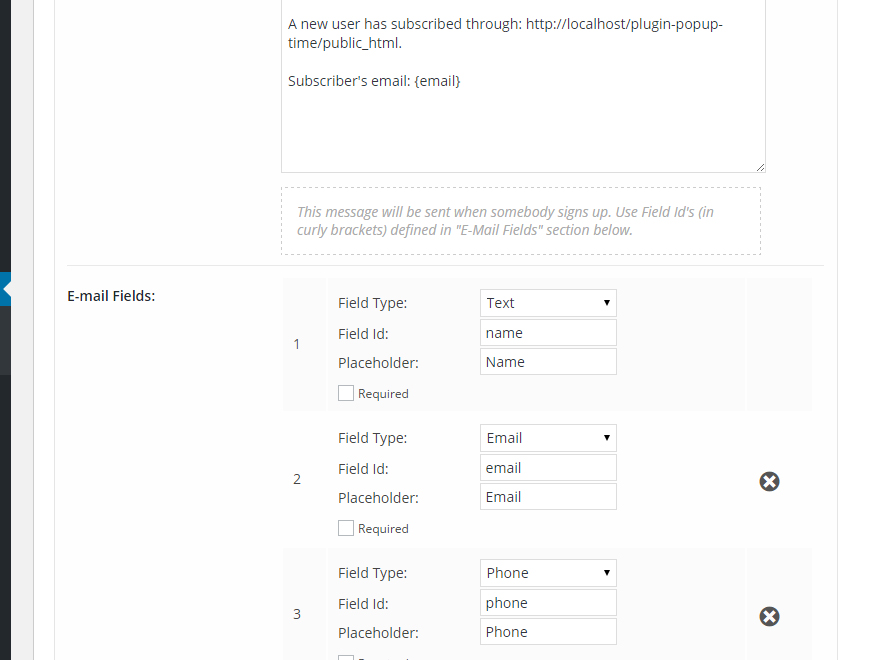 A new user has subscribed through: http://localhost/plugin-popup-
time/public_html.
Subscriber's email: {email}
This message will be sent when somebody signs up. Use Field Id's (in
curly brackets) defined in "E-Mail Fields" section below.
E-mail Fields:
1
Field Type: Text
Field Id: name
Placeholder: Name
Required
2
Field Type: Email
Field Id: email
Placeholder: Email
Required
3
Field Type: Phone
Field Id: phone
Placeholder: Phone